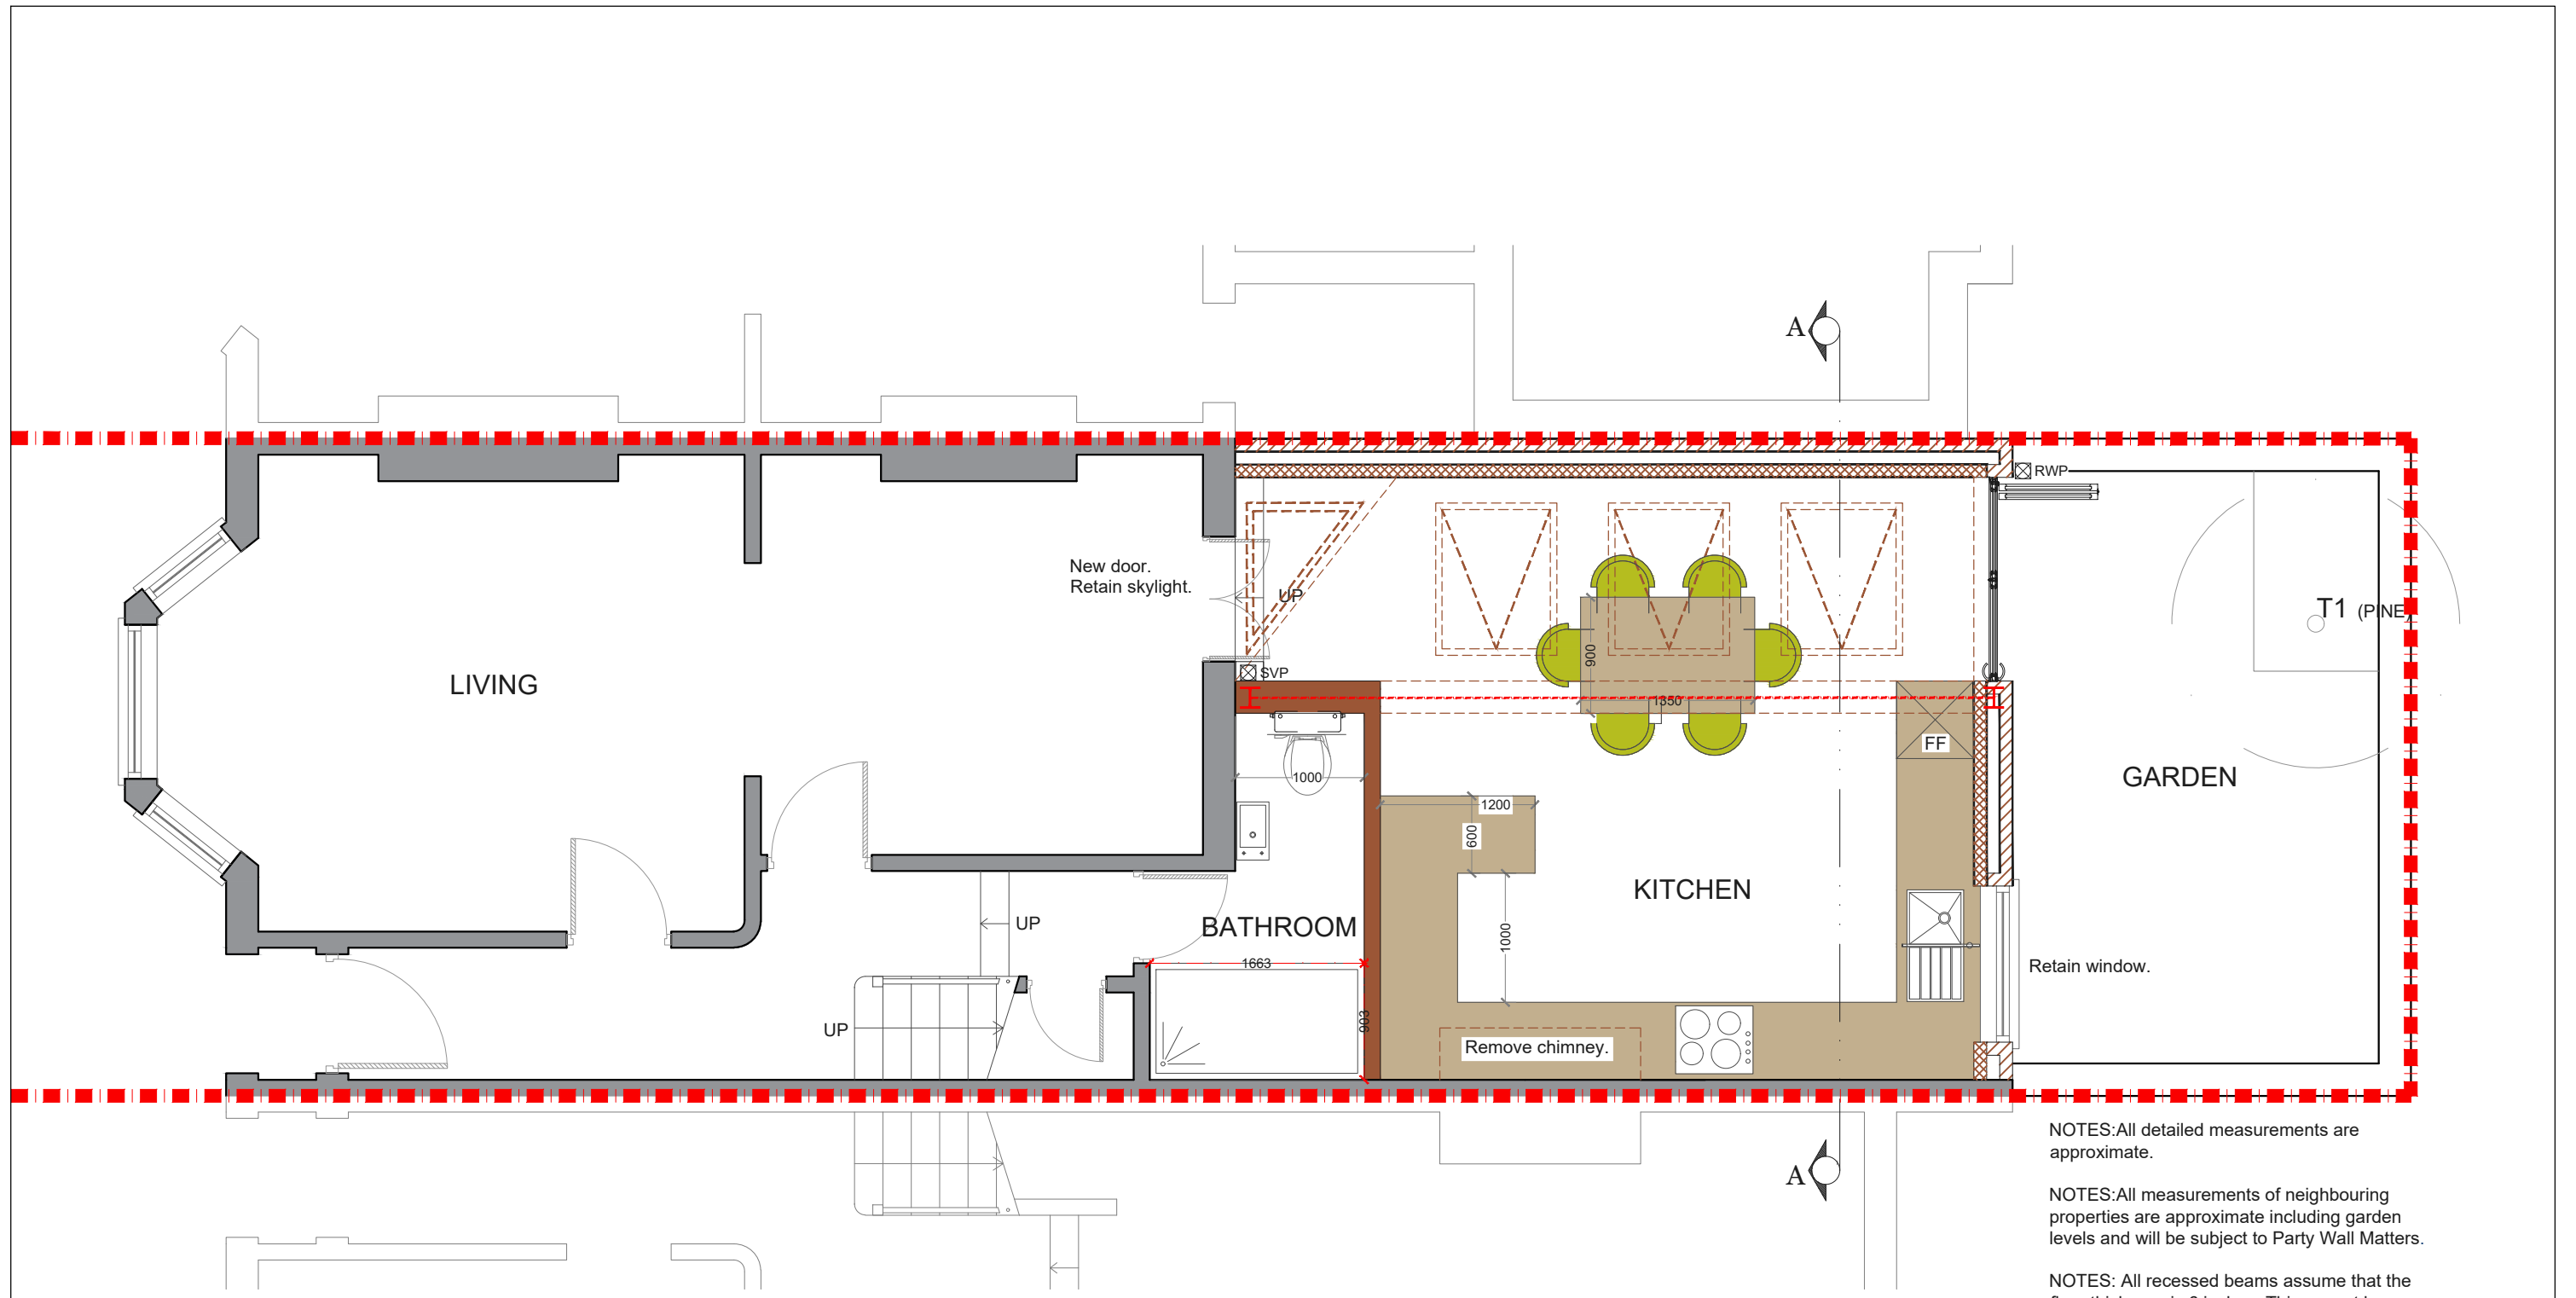 A
RWP
New door.
Retain skylight.
UP
T1 (PINE)
900
SVP
LIVING
1350
FF
1000
GARDEN
1200
600
KITCHEN
UP
BATHROOM
1000
1663
Retain window.
UP
903
Remove chimney.
A
NOTES:All detailed measurements are
approximate.
NOTES:All measurements of neighbouring
properties are approximate including garden
levels and will be subject to Party Wall Matters.
NOTES: All recessed beams assume that the